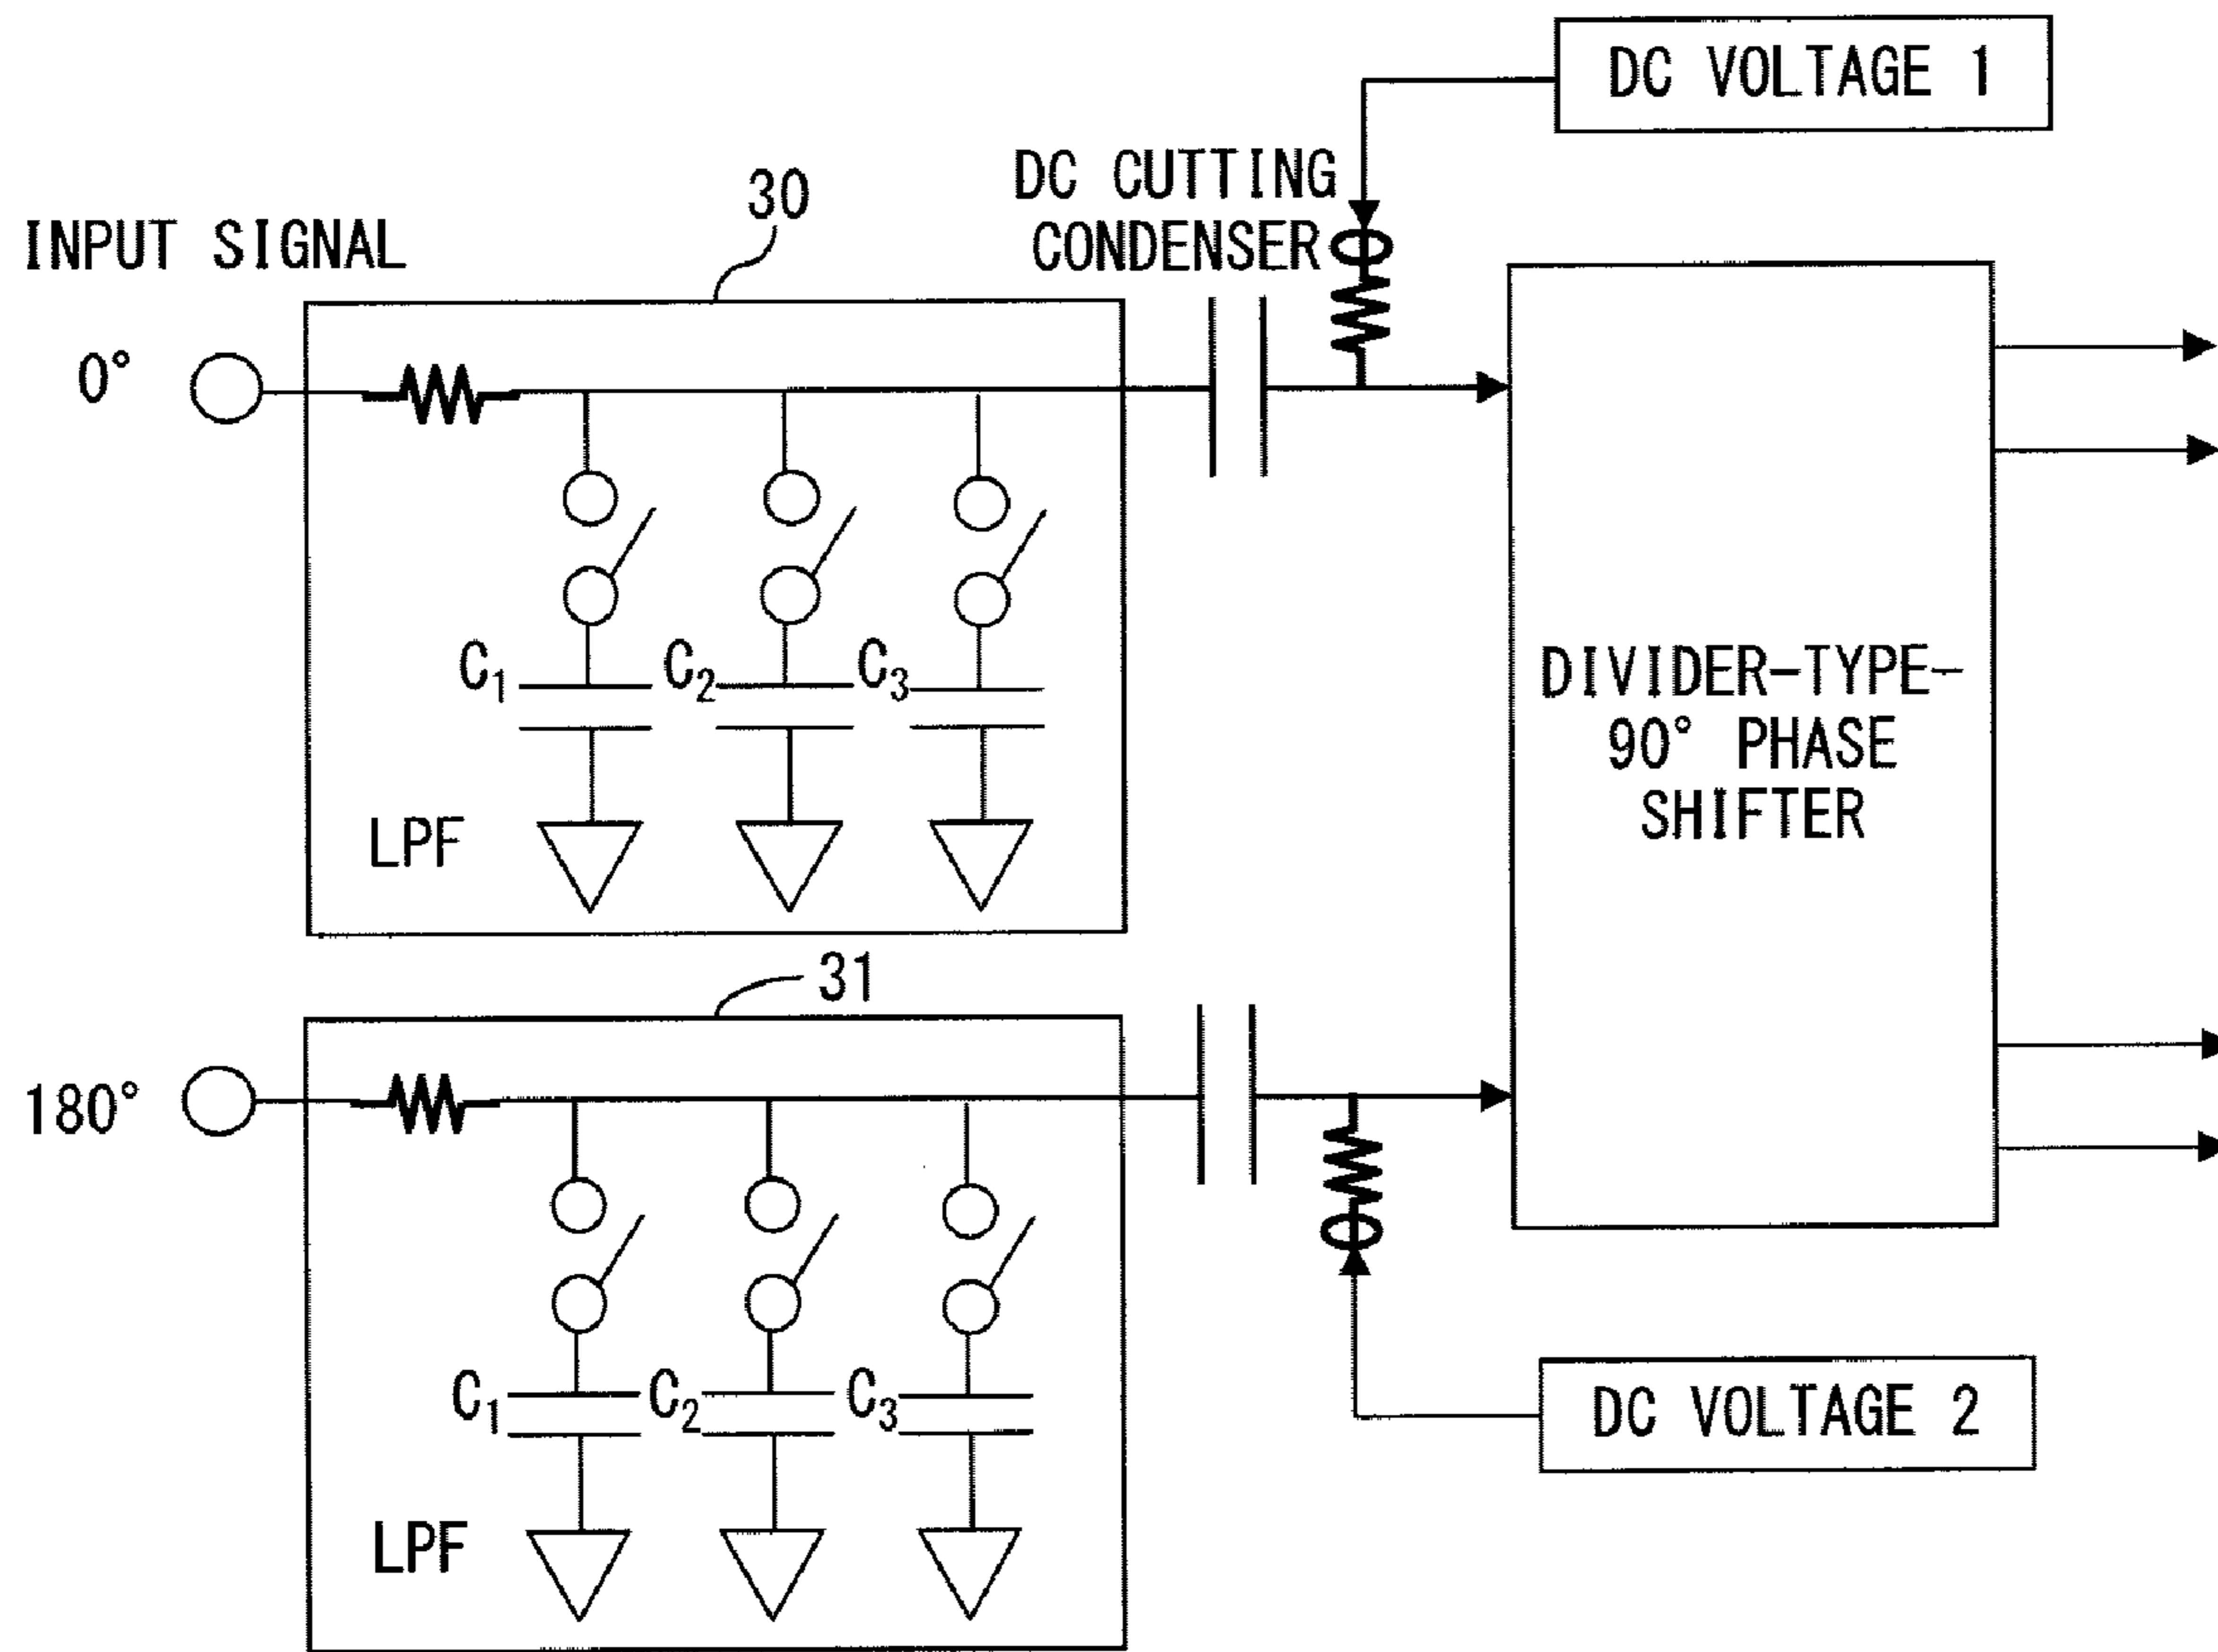 DC VOLTAGE 1
DC CUTTING
CONDENSER
30
INPUT SIGNAL
0°
C1
C2
C3
LPF
DIVIDER-TYPE-
90° PHASE
SHIFTER
31
180°
C1
C2
C3
LPF
DC VOLTAGE 2